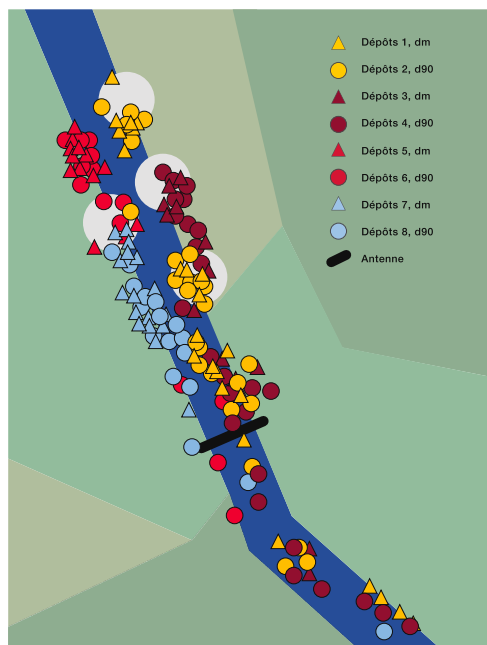 Dépôts 1, dm
Dépôts 2, d90
Dépôts 3, dm
Dépôts 4, d90
Dépôts 5, dm
Dépôts 6, d90
Dépôts 7, dm
Dépôts 8, d90
Antenne